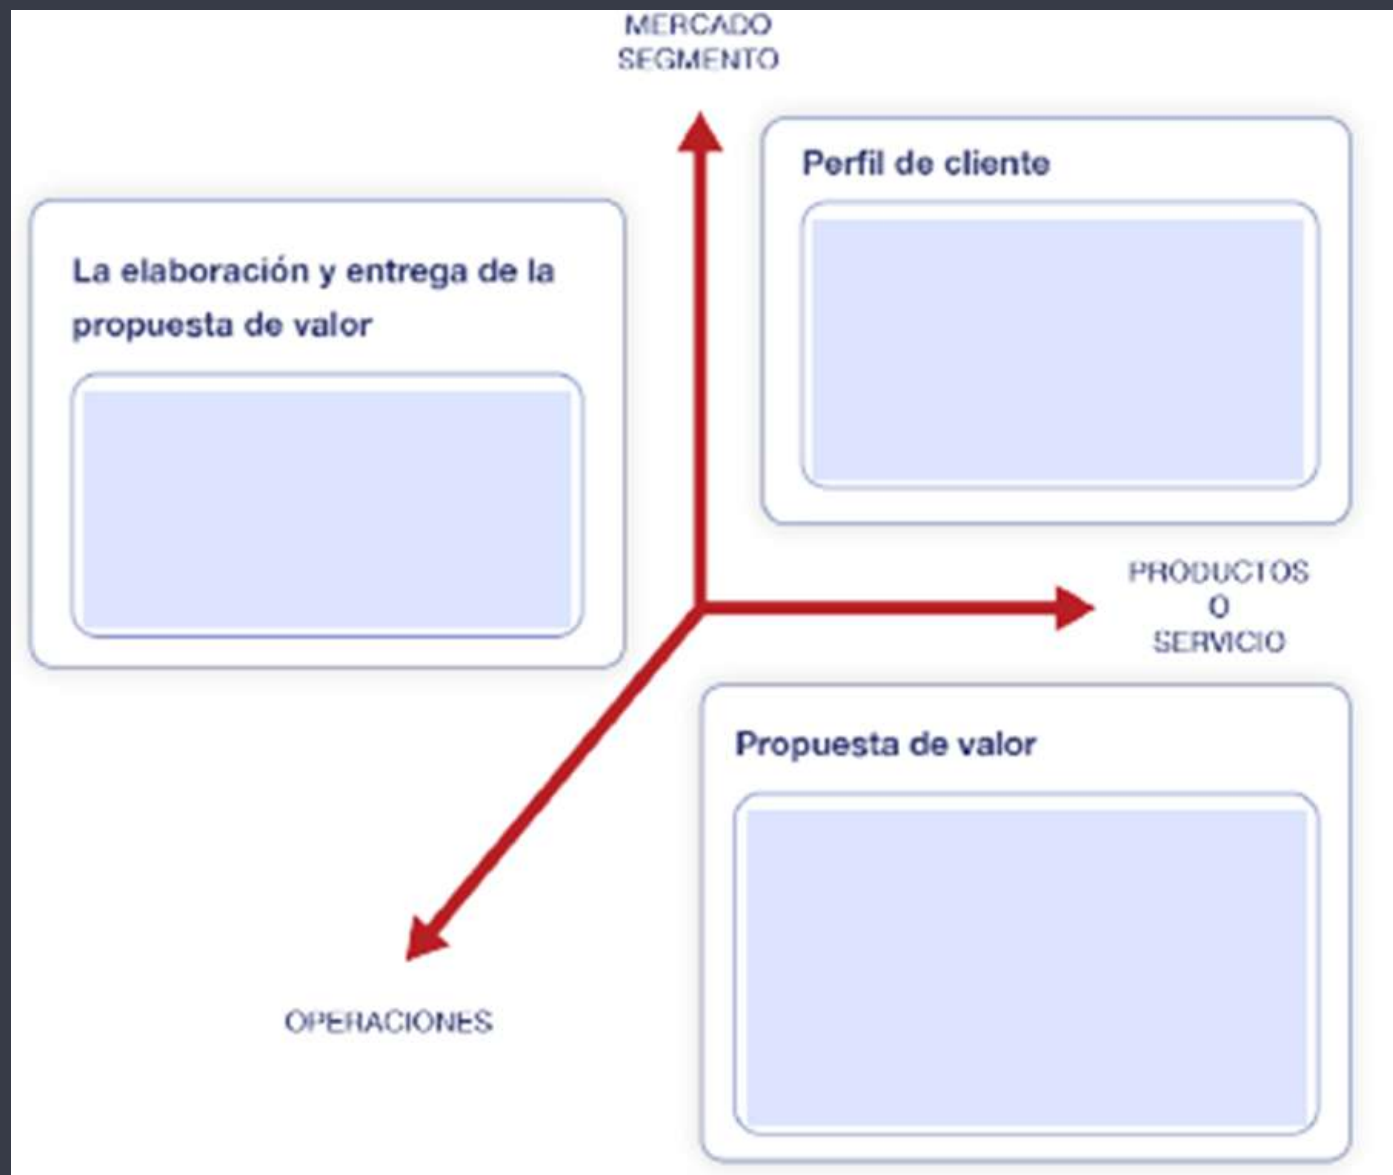 MERCADO
SEGMENTO
Perfil de cliente
La elaboración y entrega de la
propuesta de valor
PRODUCTOS
O
SERVICIO
Propuesta de valor
OPERACIONES